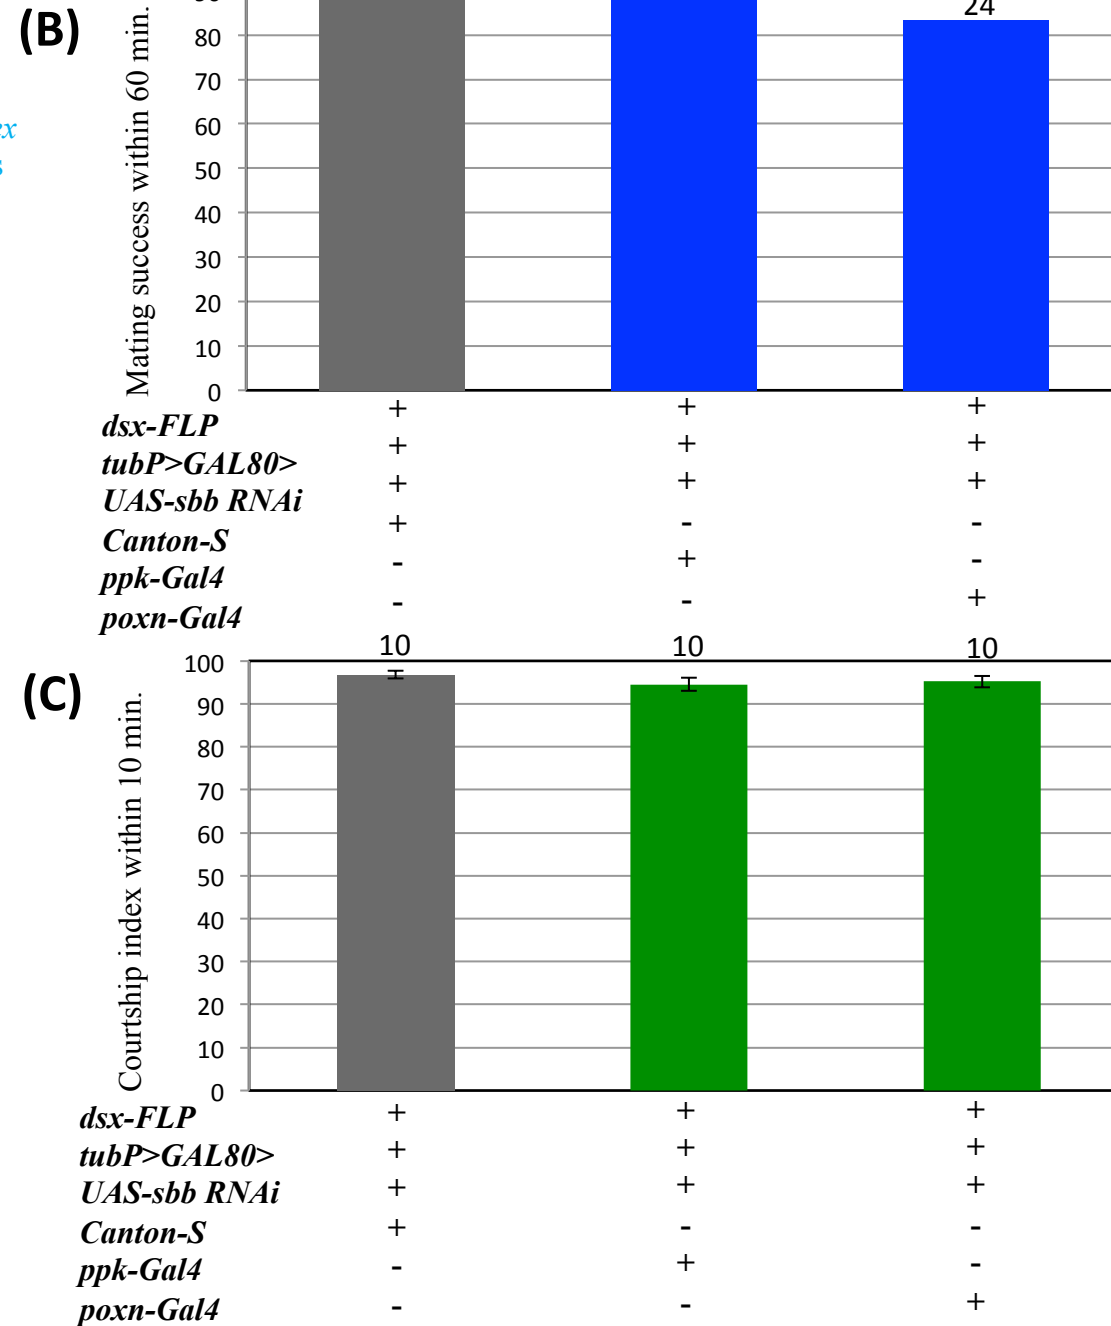 24
(B)
Mating success within 60 min.
80
70
60
50
40
30
20
10
0
dsx-FLP + + +
tubP>GAL80> + + +
UAS-sbb RNAi + + +
Canton-S + - -
ppk-Gal4 - + -
poxn-Gal4 - - +
10 10 10
(C)
Courtship index within 10 min.
100
90
80
70
60
50
40
30
20
10
0
dsx-FLP + + +
tubP>GAL80> + + +
UAS-sbb RNAi + + +
Canton-S + - -
ppk-Gal4 - + -
poxn-Gal4 - - +